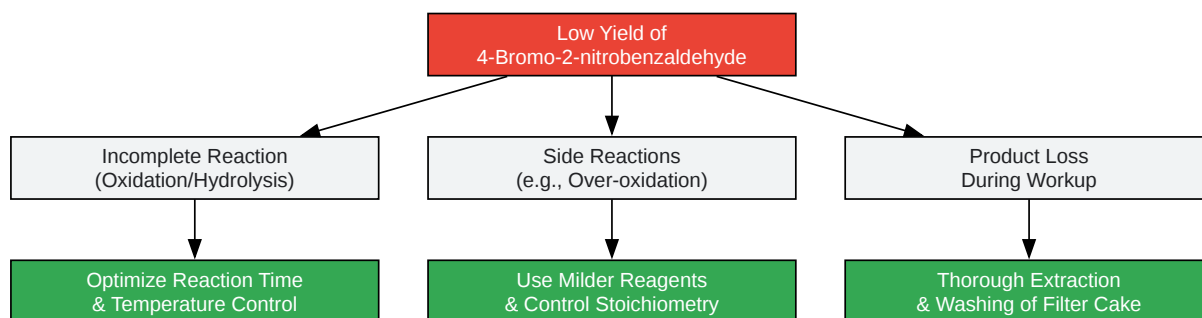 Low Yield of
4-Bromo-2-nitrobenzaldehyde
Incomplete Reaction
(Oxidation/Hydrolysis)
Side Reactions
(e.g., Over-oxidation)
Product Loss
During Workup
Optimize Reaction Time
& Temperature Control
Use Milder Reagents
& Control Stoichiometry
Thorough Extraction
& Washing of Filter Cake